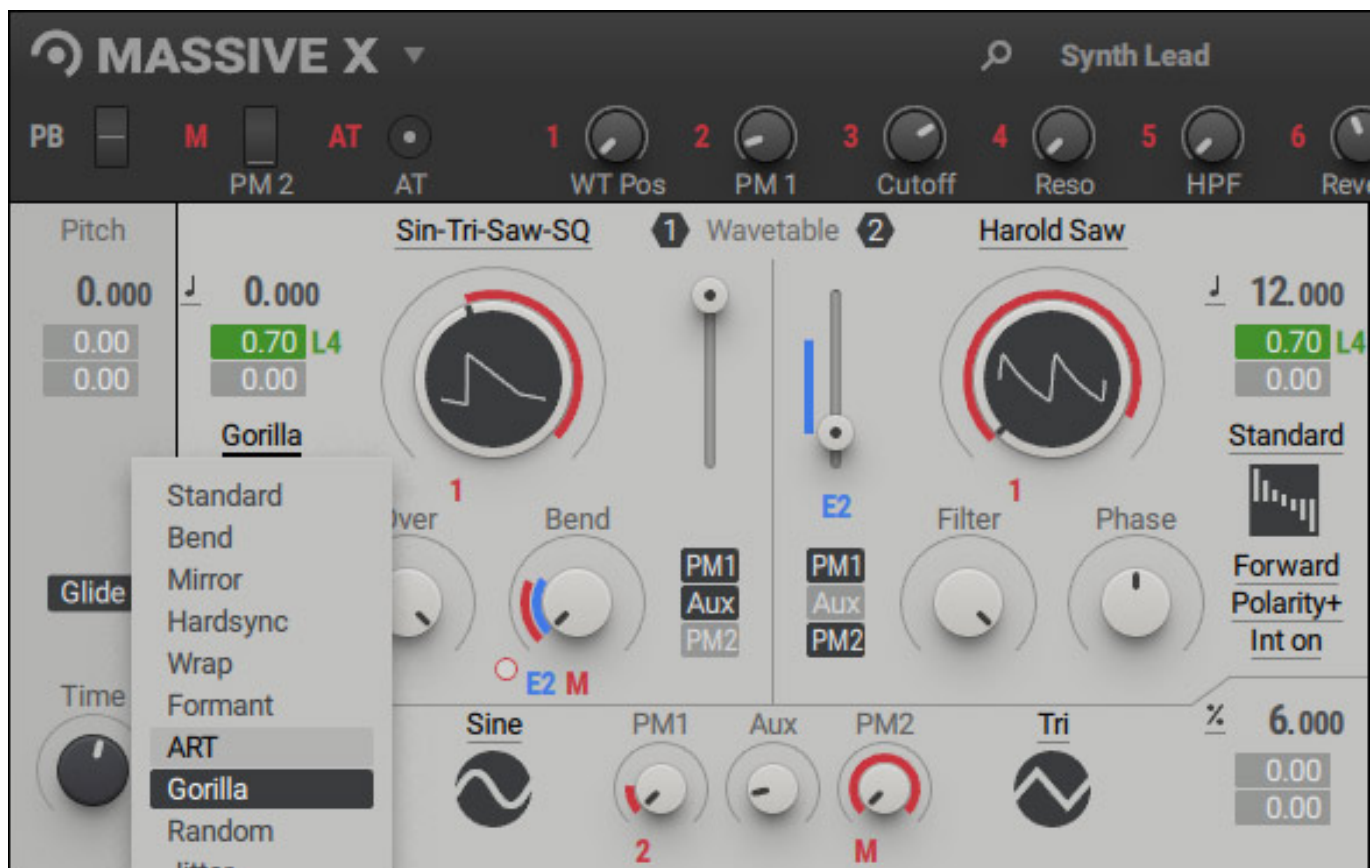 MASSIVE X
Synth Lead
PB M AT 1 2 3 4 5 6
PM 2 AT WT Pos PM 1 Cutoff Reso HPF
Pitch Sin-Tri-Saw-SQ 1 Wavetable 2 Harold Saw
0.000 0.000 12.000
0.00 0.70 L4 0.70 L4
0.00 0.00 0.00
Gorilla Standard
1 E2 1
Standard
Bend
Mirror
Hardsync
Wrap
Formant
ART
Gorilla
Random
Bend Filter Phase
PM1 PM1
Aux Aux
PM2 PM2
Forward
Polarity+
Int on
Glide
E2 M
Time Sine PM1 Aux PM2 Tri % 6.000
0.00
0.00
2 M